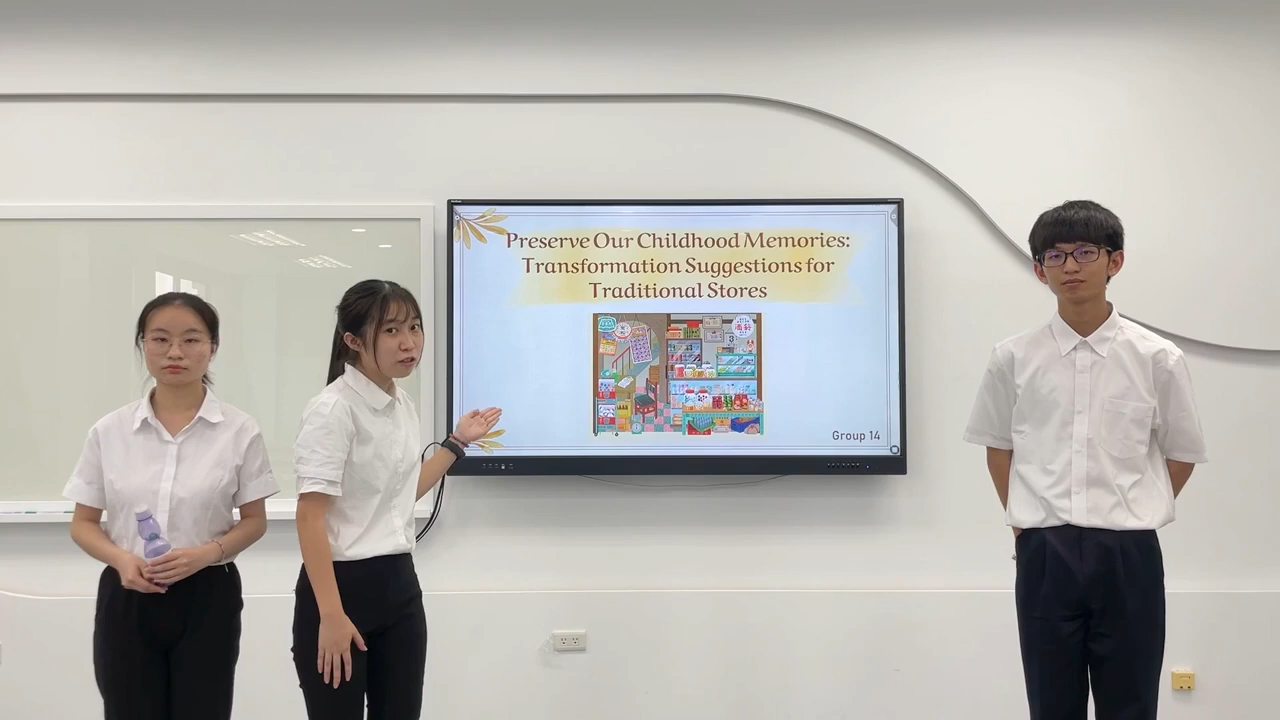 Preserve Our Childhood Memories:
Transformation Suggestions for
Traditional Stores
Group 14